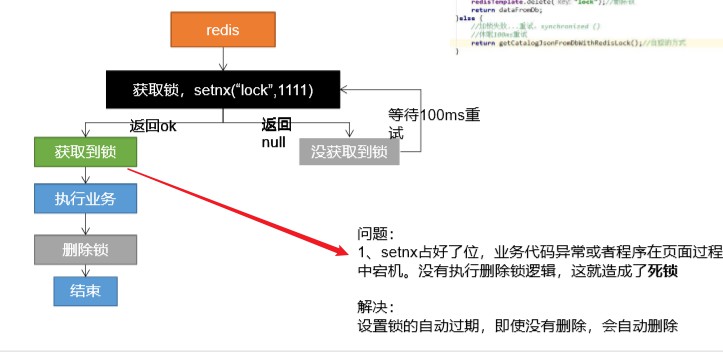 redisTemplate.delete("lock");//删除锁
return dataFromDb;
}else {
//加锁失败...重试。synchronized ()
//休眠100ms重试
return getCatalogJsonFromDbWithRedisLock();//自旋的方式
}
redis
获取锁，setnx("lock",1111)
等待100ms重
试
返回ok
返回
null
获取到锁
没获取到锁
执行业务
删除锁
结束
问题：
1、setnx占好了位，业务代码异常或者程序在页面过程
中宕机。没有执行删除锁逻辑，这就造成了死锁
解决：
设置锁的自动过期，即使没有删除，会自动删除